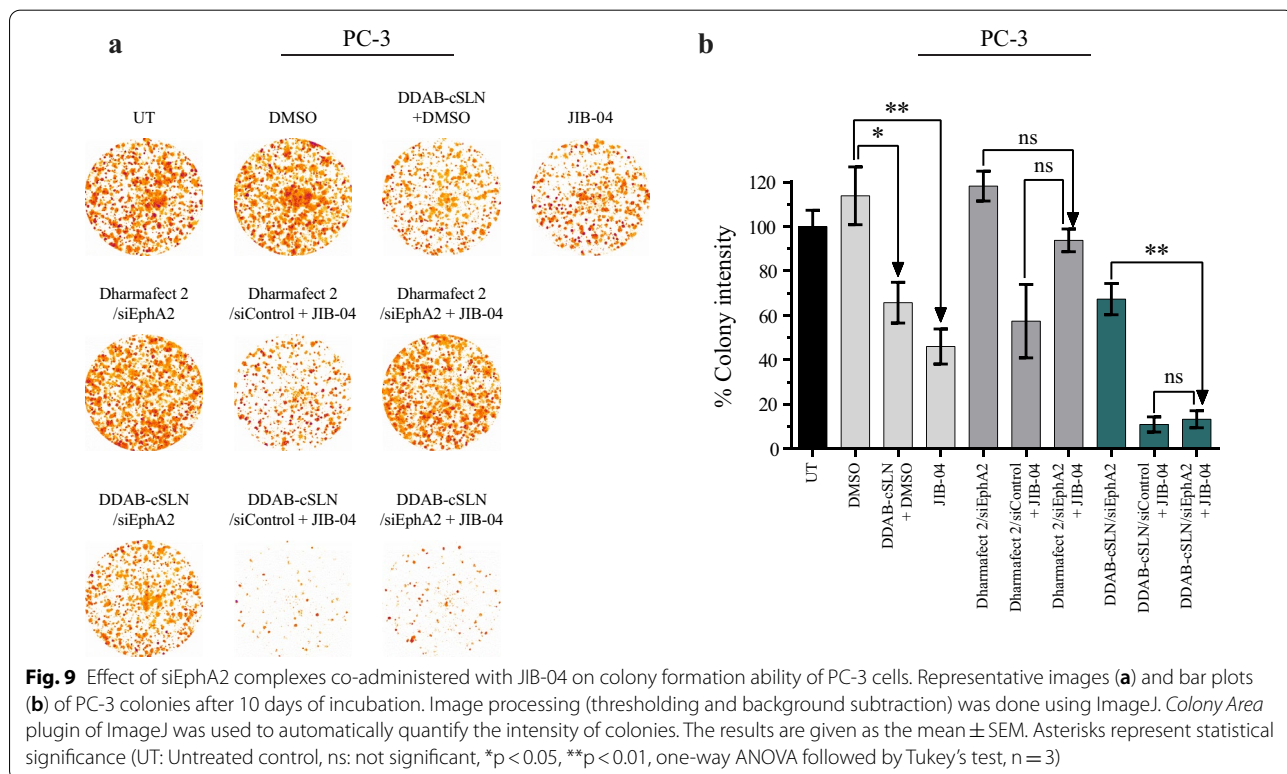 a
PC-3
UT
DMSO
DDAB-cSLN
+DMSO
JIB-04
Dharmafect 2
/siEphA2
Dharmafect 2
/siControl + JIB-04
Dharmafect 2
/siEphA2 + JIB-04
DDAB-cSLN
/siEphA2
DDAB-cSLN
/siControl + JIB-04
DDAB-cSLN
/siEphA2 + JIB-04
b
PC-3
**
*
ns
ns
**
ns
% Colony intensity
120
100
80
60
40
20
0
UT
DMSO
DDAB-cSLN
+ DMSO
JIB-04
Dharmafect 2/siEphA2
Dharmafect 2/siControl
+ JIB-04
Dharmafect 2/siEphA2
+ JIB-04
DDAB-cSLN/siEphA2
DDAB-cSLN/siControl
+ JIB-04
DDAB-cSLN/siEphA2
+ JIB-04
Fig. 9 Effect of siEphA2 complexes co-administered with JIB-04 on colony formation ability of PC-3 cells. Representative images (a) and bar plots
(b) of PC-3 colonies after 10 days of incubation. Image processing (thresholding and background subtraction) was done using ImageJ. Colony Area
plugin of ImageJ was used to automatically quantify the intensity of colonies. The results are given as the mean ± SEM. Asterisks represent statistical
significance (UT: Untreated control, ns: not significant, *p < 0.05, **p < 0.01, one-way ANOVA followed by Tukey's test, n = 3)